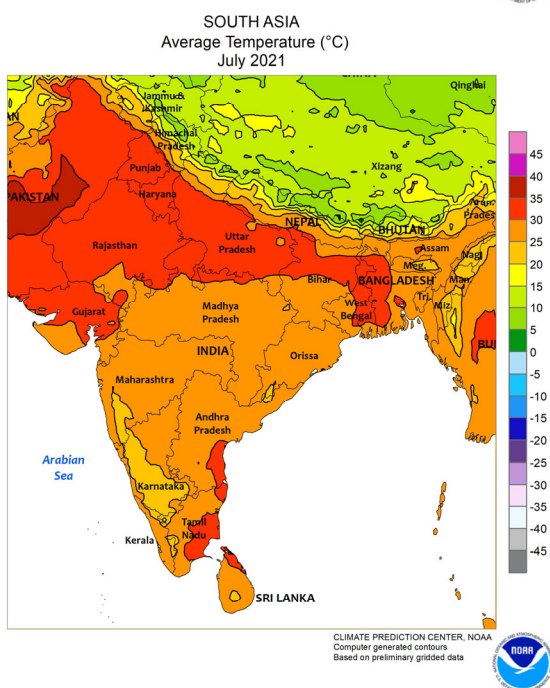 SOUTH ASIA
Average Temperature (°C)
July 2021
Qinghai
Jammu &
Kashmir
Himachal
Pradesh
Xizang
Punjab
PAKISTAN
Haryana
NEPAL
BHUTAN
Uttar
Pradesh
Assam
Nagl
Rajasthan
Meg.
Bihar
BANGLADESH
Man.
Tri.
Miz.
Gujarat
Madhya
Pradesh
West
Bengal
INDIA
Orissa
Maharashtra
Andhra
Pradesh
Arabian
Sea
Karnataka
Tamil
Nadu
Kerala
SRI LANKA
45
40
35
30
25
20
15
10
5
0
-5
-10
-15
-20
-25
-30
-35
-40
-45
CLIMATE PREDICTION CENTER, NOAA
Computer generated contours
Based on preliminary gridded data
NOAA